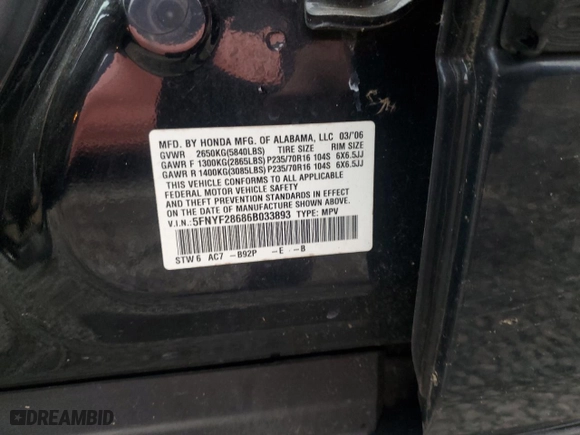 MFD. BY HONDA MFG. OF ALABAMA, LLC 03/'06
GVWR 2650KG(5840LBS) TIRE SIZE RIM SIZE
GAWR F 1300KG(2865LBS) P235/70R16 104S 6X6.5JJ
GAWR R 1400KG(3085LBS) P235/70R16 104S 6X6.5JJ
THIS VEHICLE CONFORMS TO ALL APPLICABLE
FEDERAL MOTOR VEHICLE SAFETY
AND THEFT PREVENTION STANDARDS IN EFFECT
ON THE DATE OF MANUFACTURE SHOWN ABOVE.
V.I.N.: 5FNYF28686B033893 TYPE: MPV
STW6 AC7 -B92P -E -B
DREAMBID